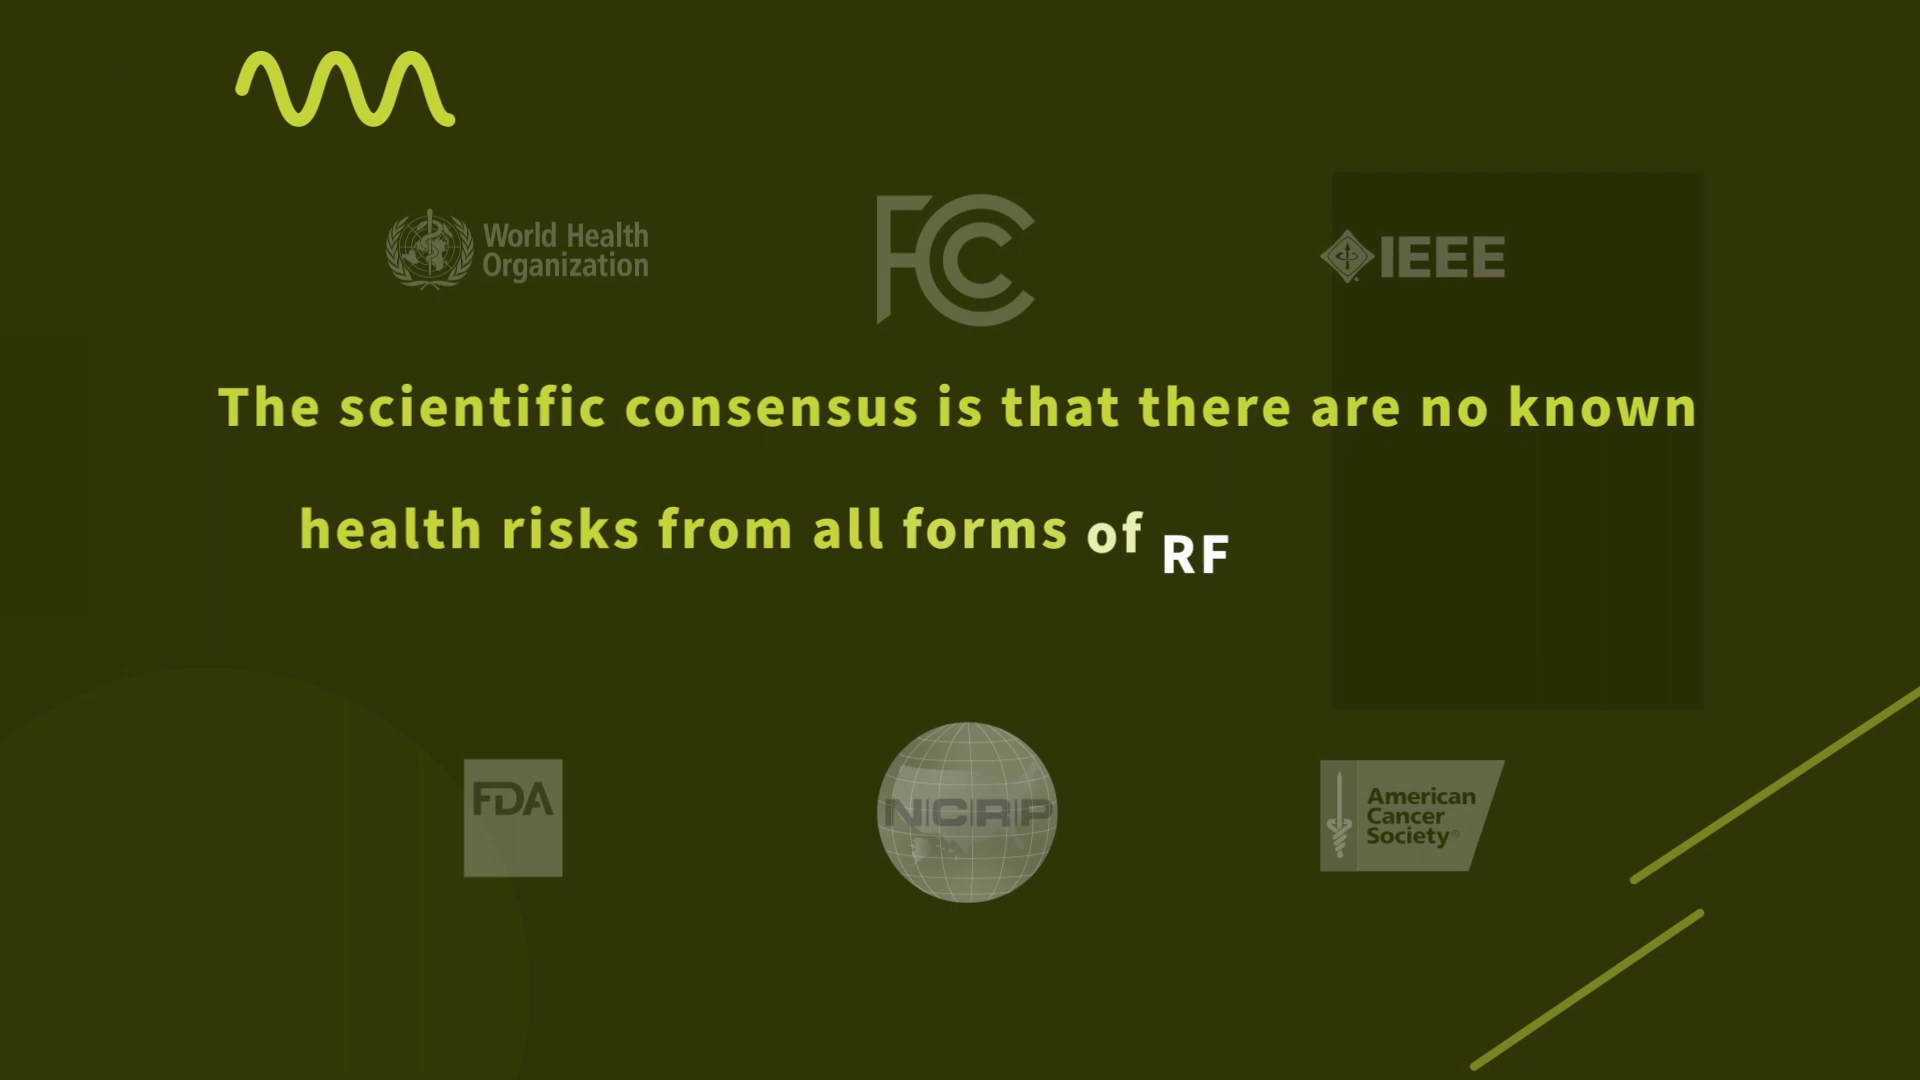 World Health
Organization
FCC
IEEE
The scientific consensus is that there are no known
health risks from all forms of RF
FDA
NCRP
American
Cancer
Society®